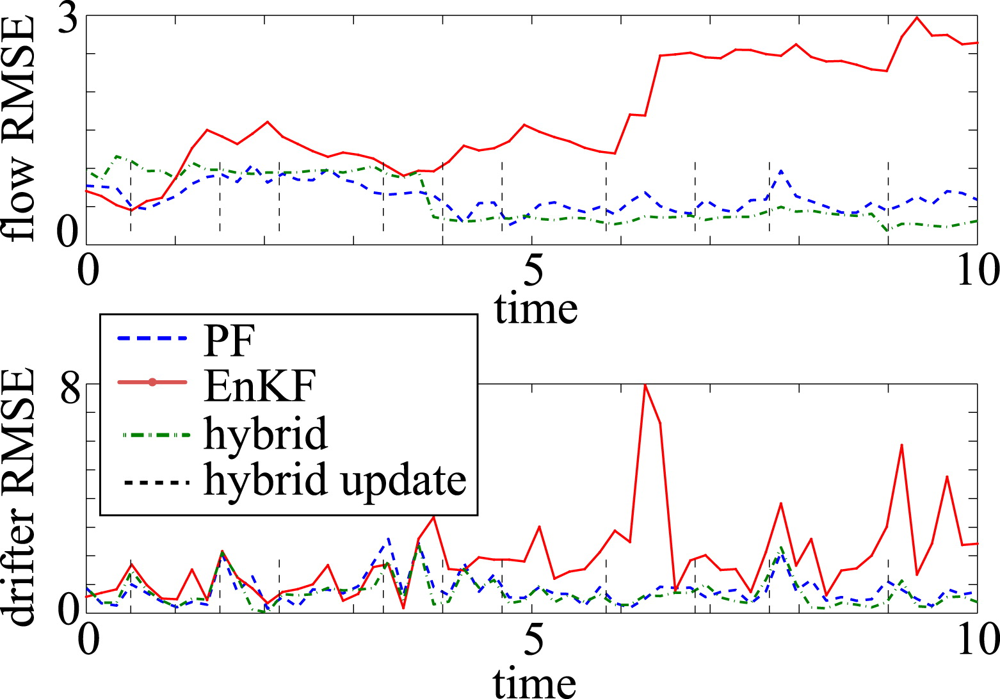 flow RMSE
3
0
0 5 10
time
PF
EnKF
hybrid
hybrid update
drifter RMSE
8
0
0 5 10
time